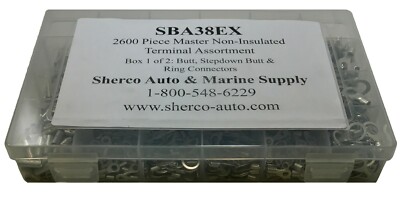 SBA38EX
2600 Piece Master Non-Insulated
Terminal Assortment
Box 1 of 2: Butt, Stepdown Butt &
Ring Connectors
Sherco Auto & Marine Supply
1-800-548-6229
www.sherco-auto.com